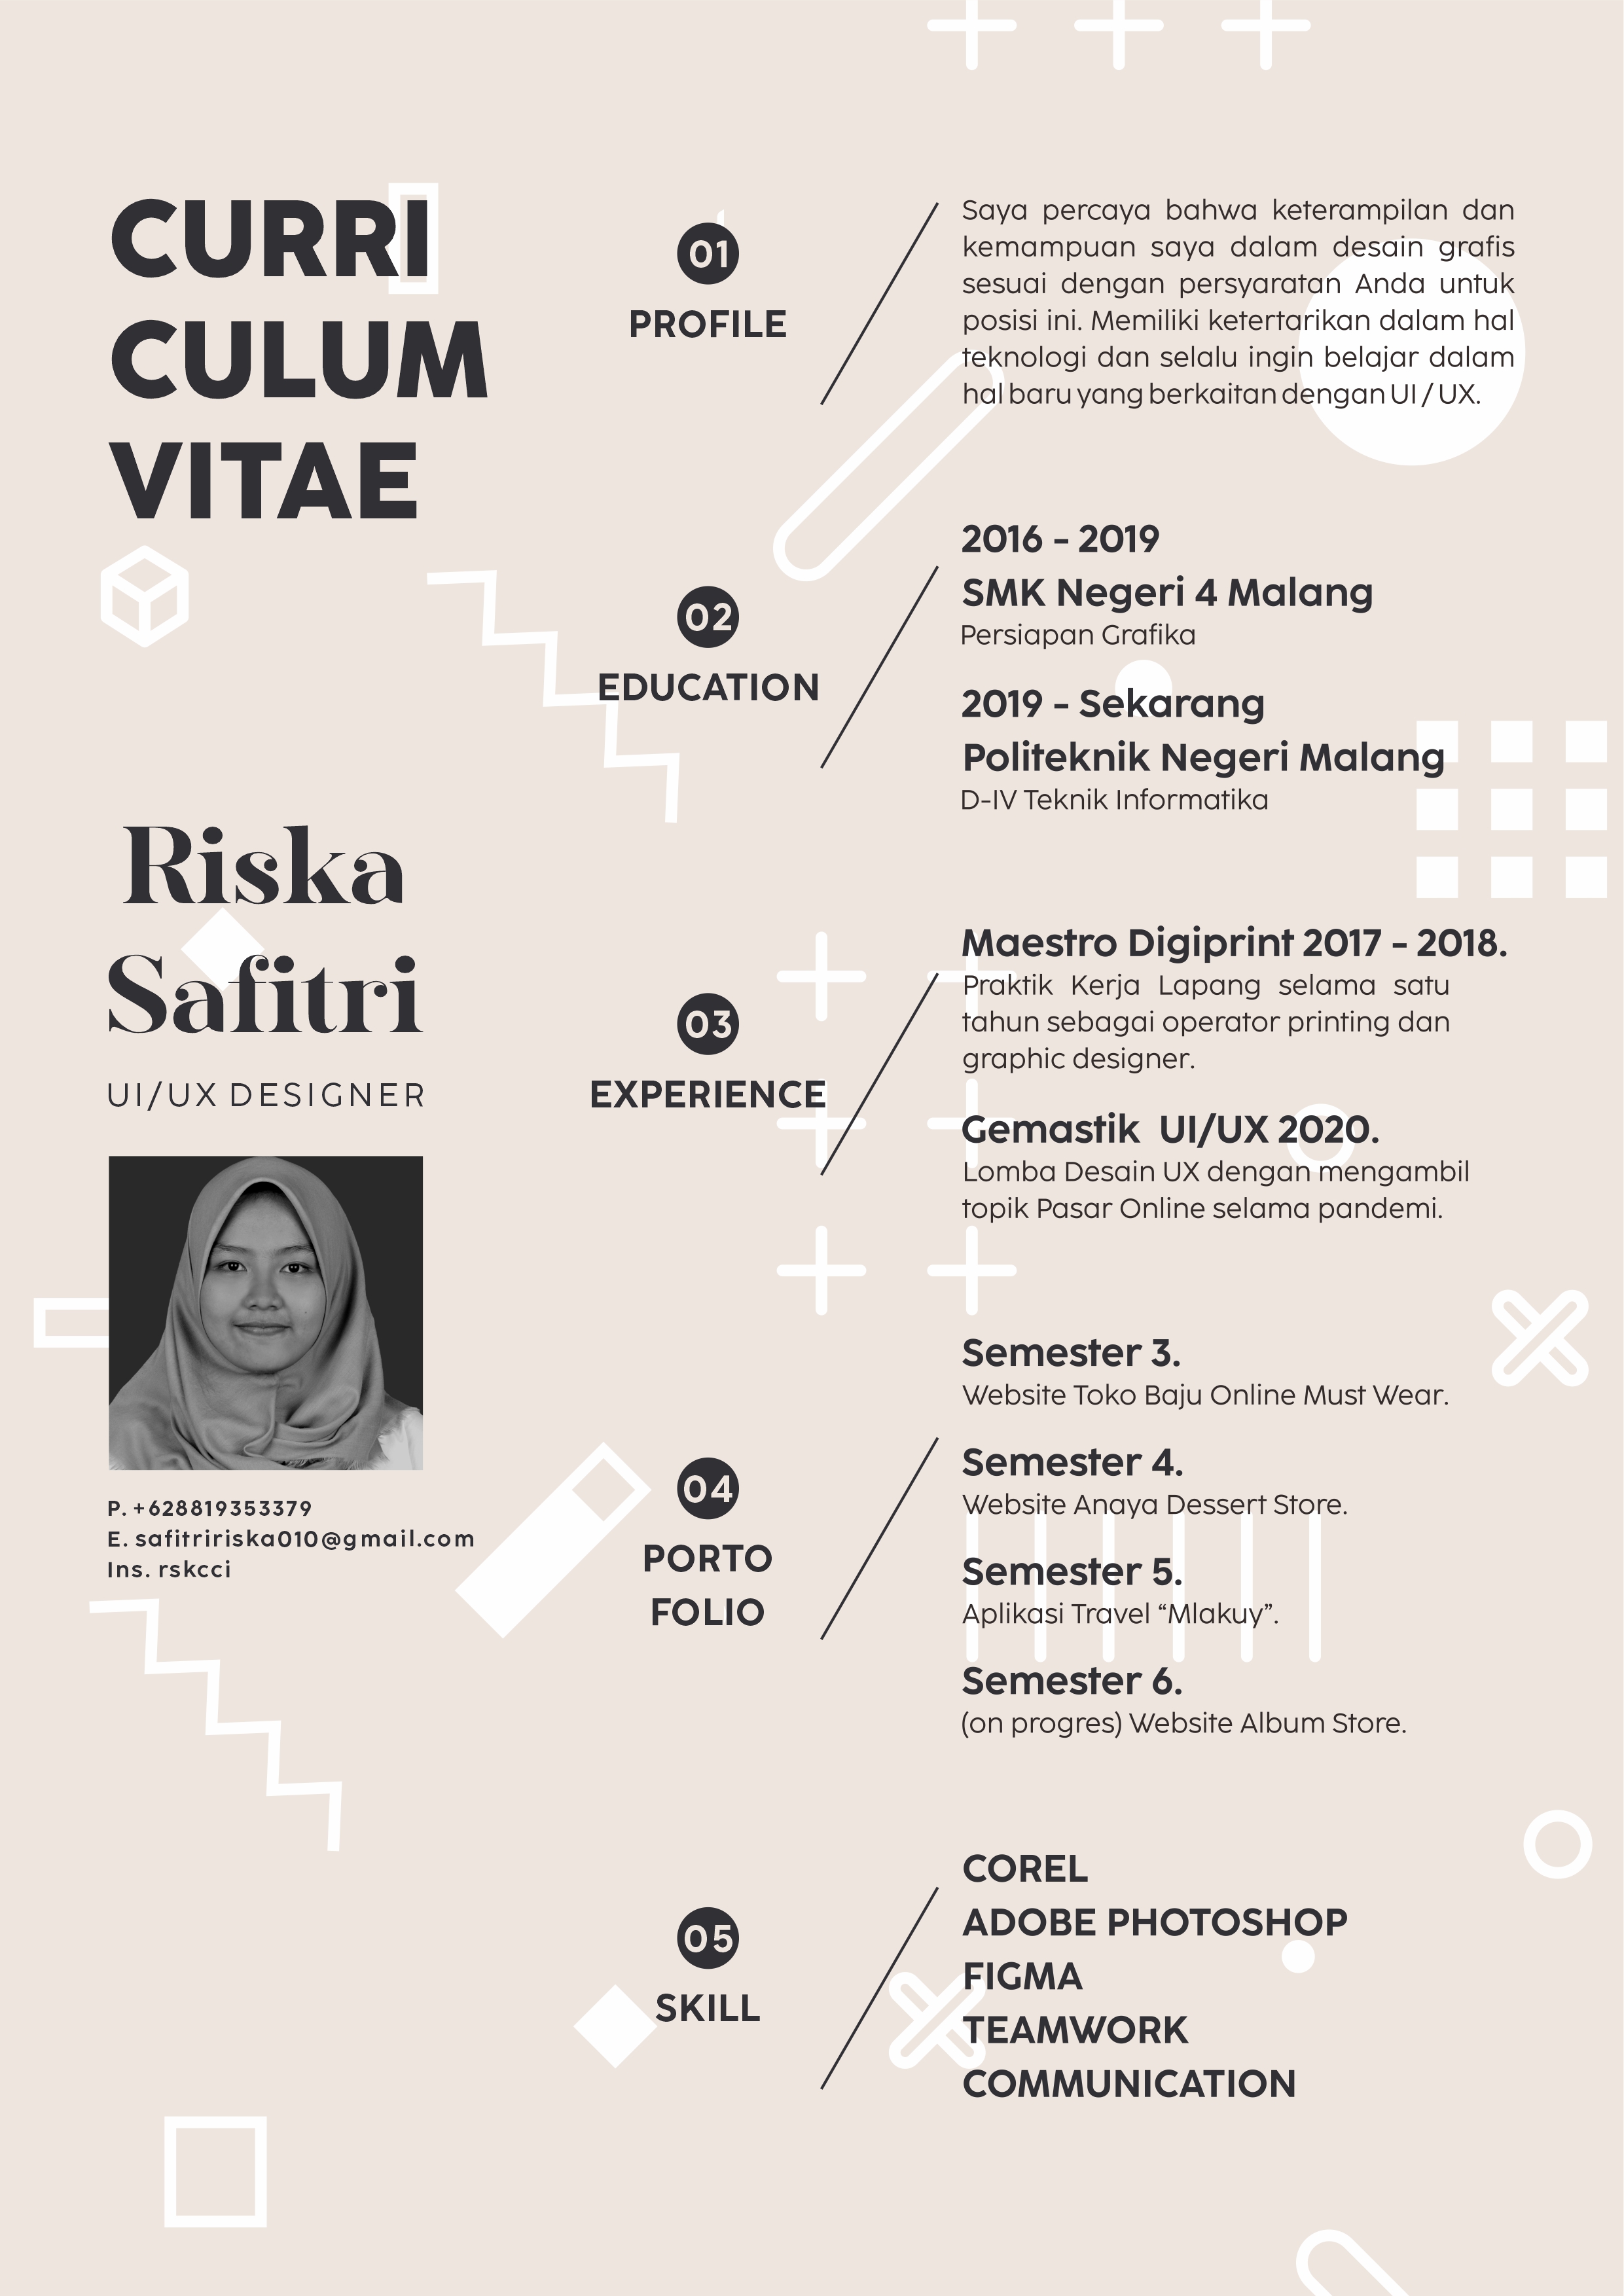 CURRI
CULUM
VITAE
Riska
Safitri
UI/UX DESIGNER
P. +628819353379
E. safitririska010@gmail.com
Ins. rskcci
01
PROFILE
Saya percaya bahwa keterampilan dan
kemampuan saya dalam desain grafis
sesuai dengan persyaratan Anda untuk
posisi ini. Memiliki ketertarikan dalam hal
teknologi dan selalu ingin belajar dalam
hal baru yang berkaitan dengan UI / UX.
02
EDUCATION
2016 - 2019
SMK Negeri 4 Malang
Persiapan Grafika
2019 - Sekarang
Politeknik Negeri Malang
D-IV Teknik Informatika
03
EXPERIENCE
Maestro Digiprint 2017 - 2018.
Praktik Kerja Lapang selama satu
tahun sebagai operator printing dan
graphic designer.
Gemastik UI/UX 2020.
Lomba Desain UX dengan mengambil
topik Pasar Online selama pandemi.
04
PORTO
FOLIO
Semester 3.
Website Toko Baju Online Must Wear.
Semester 4.
Website Anaya Dessert Store.
Semester 5.
Aplikasi Travel “Mlakuy”.
Semester 6.
(on progres) Website Album Store.
05
SKILL
COREL
ADOBE PHOTOSHOP
FIGMA
TEAMWORK
COMMUNICATION